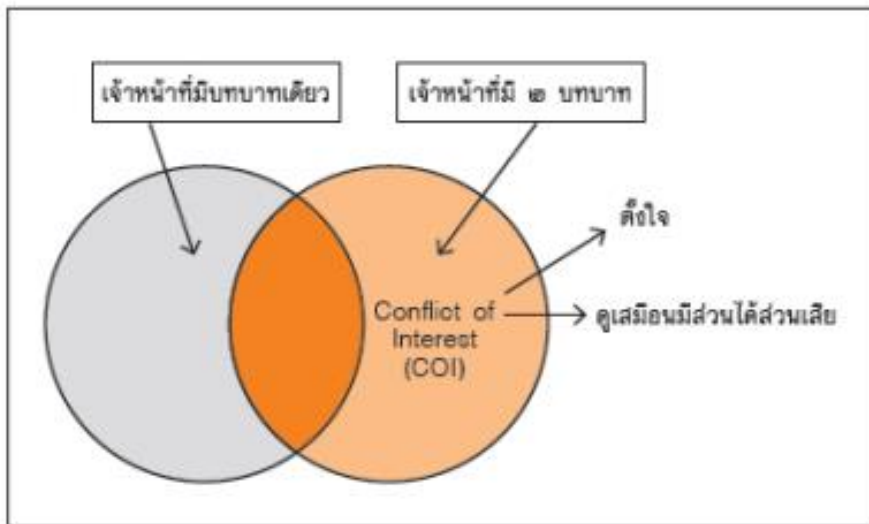 เจ้าหน้าที่มีบทบาทเดียว
เจ้าหน้าที่มี ๒ บทบาท
ตั้งใจ
Conflict of
Interest
(COI)
ดูเสมือนมีส่วนได้ส่วนเสีย